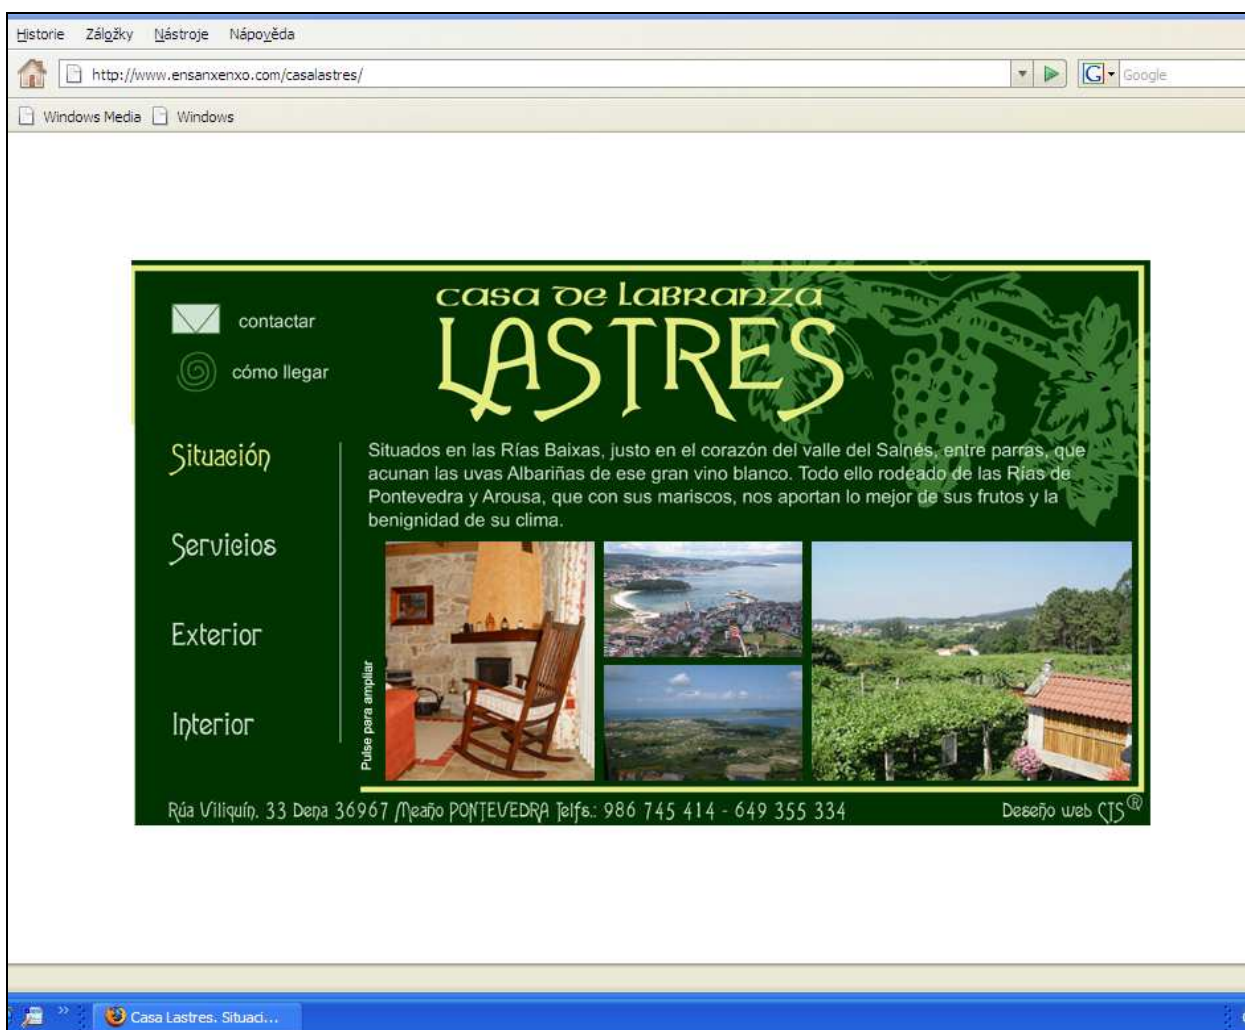 Historie Záložky Nástroje Nápověda
http://www.ensanxenxo.com/casalastres/
G Google
Windows Media Windows
casa de labranza
LASTRES
contactar
cómo llegar
Situación
Servicios
Exterior
Interior
Situados en las Rías Baixas, justo en el corazón del valle del Salnés, entre parras, que
acunan las uvas Albariñas de ese gran vino blanco. Todo ello rodeado de las Rías de
Pontevedra y Arousa, que con sus mariscos, nos aportan lo mejor de sus frutos y la
benignidad de su clima.
Pulse para ampliar
Rúa Viliquín. 33 Dena 36967 Meaño PONTEVEDRA Telfs.: 986 745 414 - 649 355 334
Deseño web CTS®
Casa Lastres. Situaci...